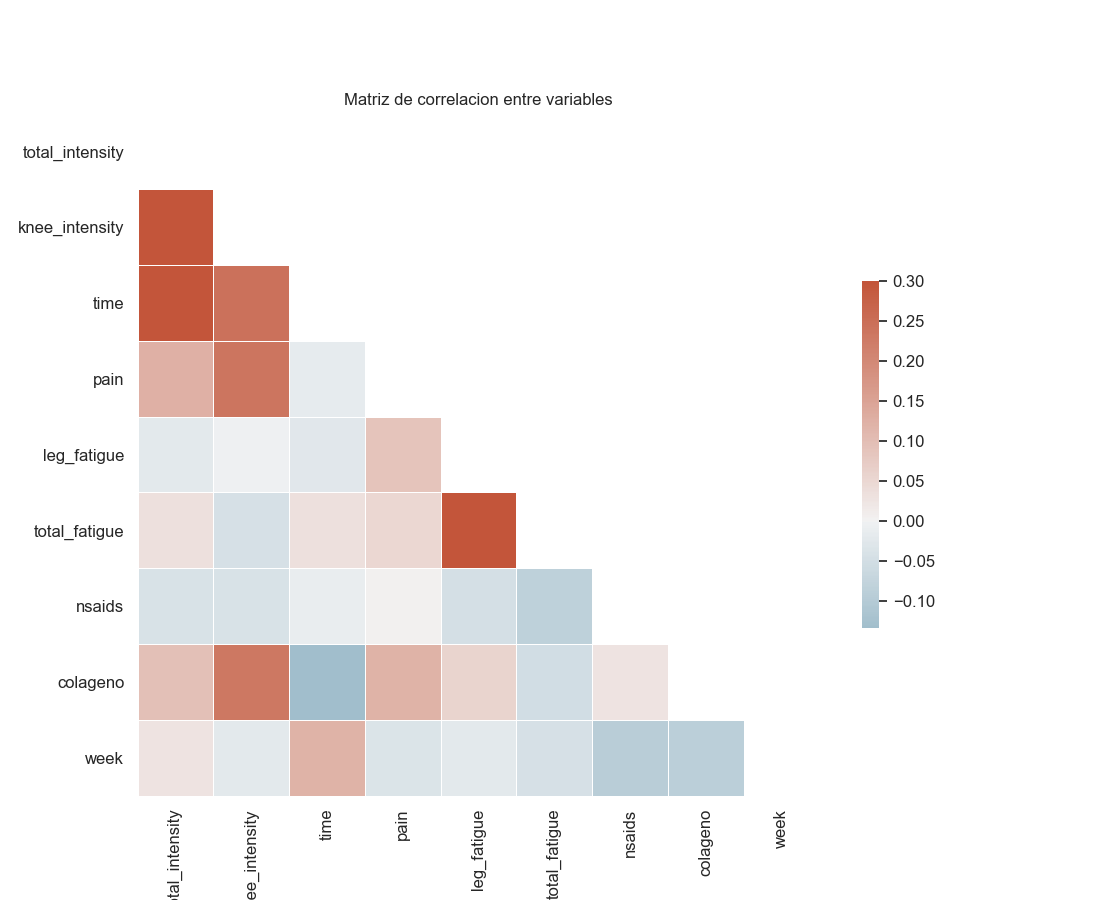 Matriz de correlacion entre variables
total_intensity
knee_intensity
time
pain
leg_fatigue
total_fatigue
nsaids
colageno
week
0.30
0.25
0.20
0.15
0.10
0.05
0.00
−0.05
−0.10
otal_intensity
ee_intensity
time
pain
leg_fatigue
total_fatigue
nsaids
colageno
week